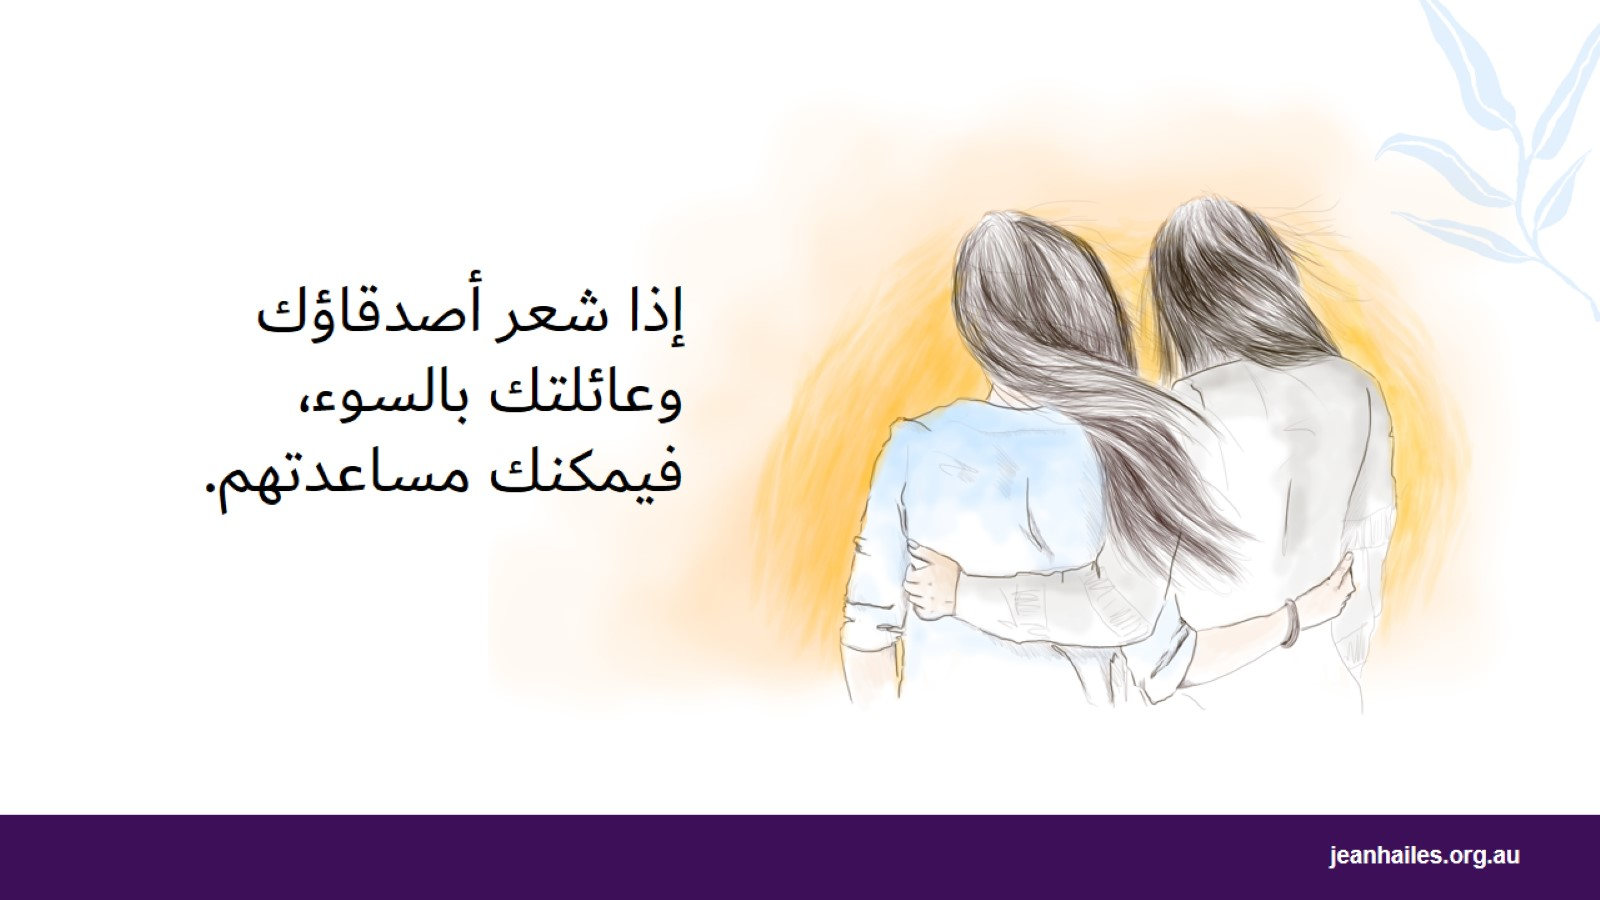 إذا شعر أصدقاؤك
وعائلتك بالسوء،
فيمكنك مساعدتهم.
jeanhailes.org.au